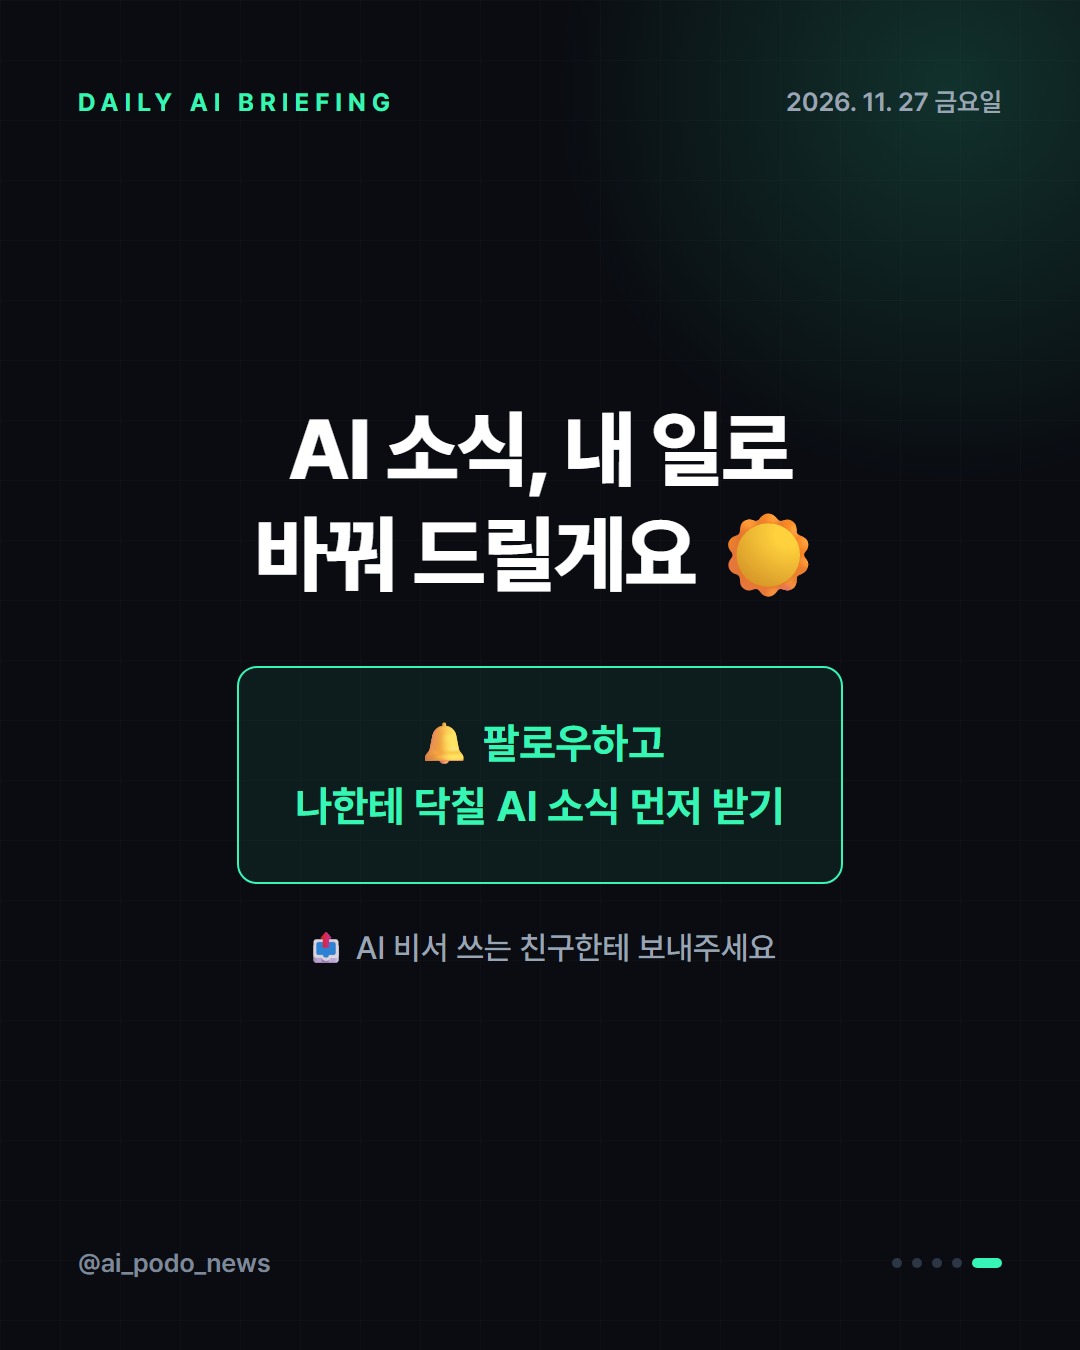 DAILY AI BRIEFING
2026. 11. 27 금요일
AI 소식, 내 일로
바꿔 드릴게요
팔로우하고
나한테 닥칠 AI 소식 먼저 받기
AI 비서 쓰는 친구한테 보내주세요
@ai_podo_news